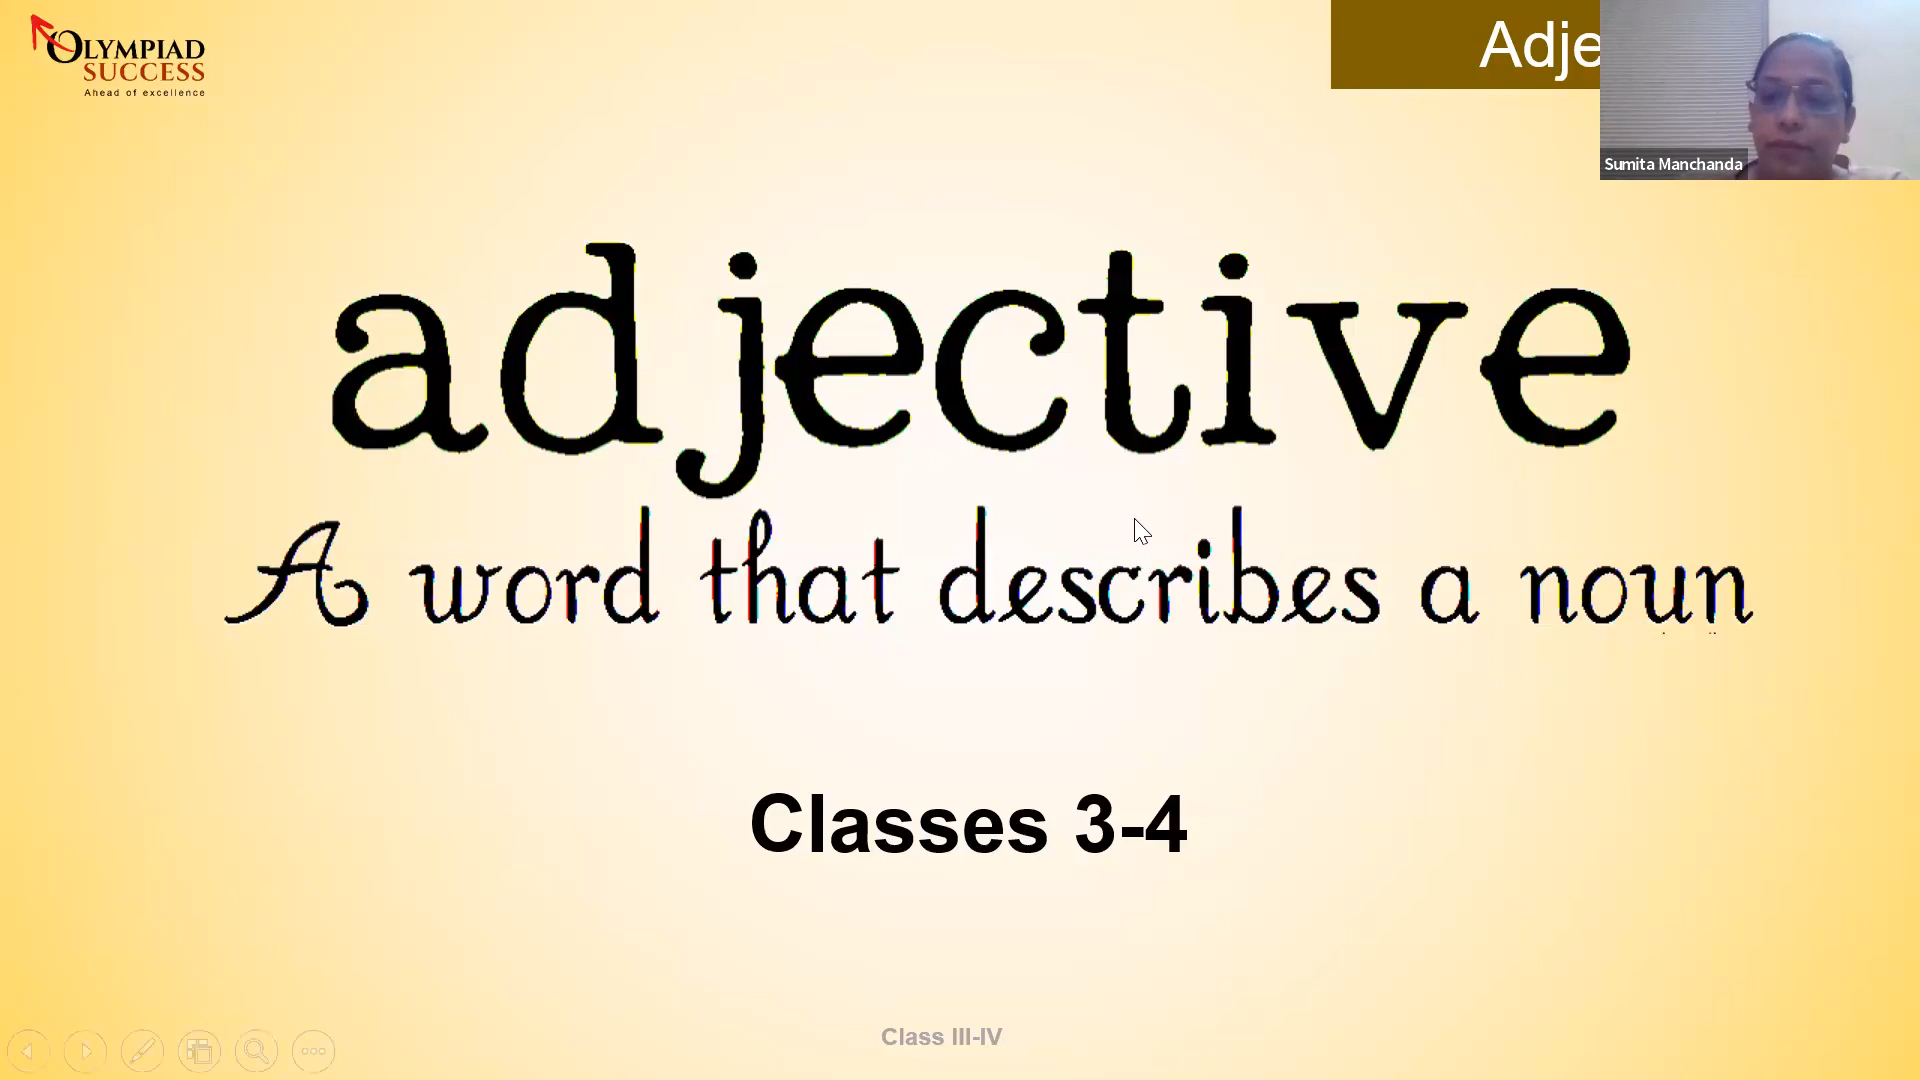 OLYMPIAD
SUCCESS
Ahead of excellence
Adje
Sumita Manchanda
adjective
A word that describes a noun
Classes 3-4
Class III-IV